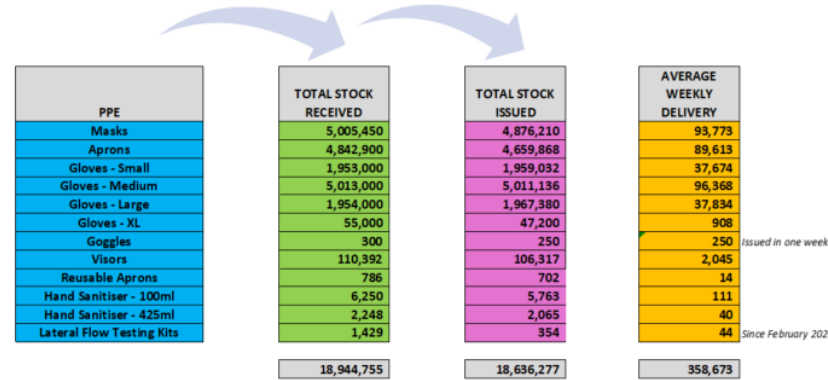 PPE TOTAL STOCK RECEIVED TOTAL STOCK ISSUED AVERAGE WEEKLY DELIVERY
Masks 5,005,450 4,876,210 93,773
Aprons 4,842,900 4,659,868 89,613
Gloves - Small 1,953,000 1,959,032 37,674
Gloves - Medium 5,013,000 5,011,136 96,368
Gloves - Large 1,954,000 1,967,380 37,834
Gloves - XL 55,000 47,200 908
Goggles 300 250 250 Issued in one week
Visors 110,392 106,317 2,045
Reusable Aprons 786 702 14
Hand Sanitiser - 100ml 6,250 5,763 111
Hand Sanitiser - 425ml 2,248 2,065 40
Lateral Flow Testing Kits 1,429 354 44 Since February 202
18,944,755 18,636,277 358,673